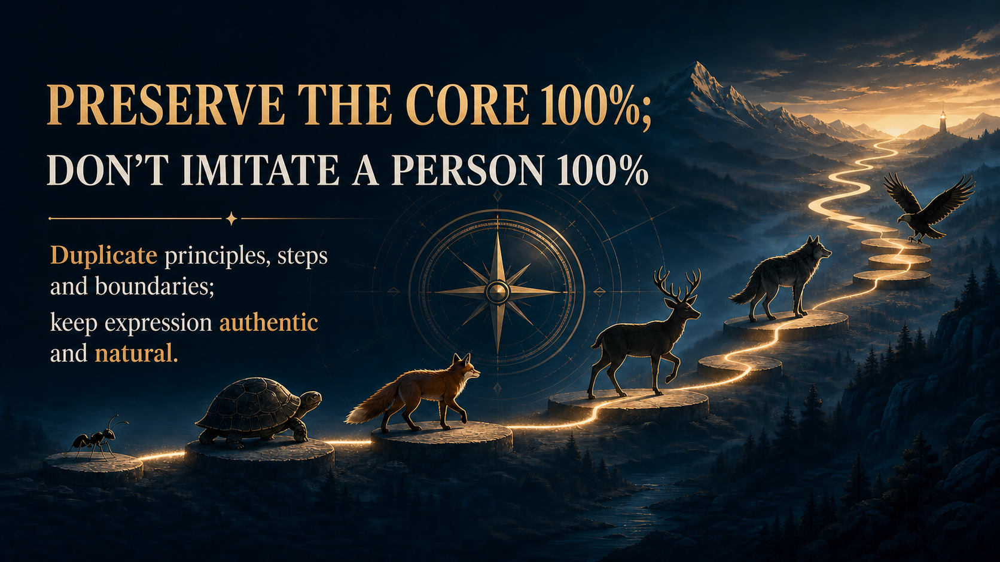 PRESERVE THE CORE 100%;
DON'T IMITATE A PERSON 100%
Duplicate principles, steps
and boundaries;
keep expression authentic
and natural.